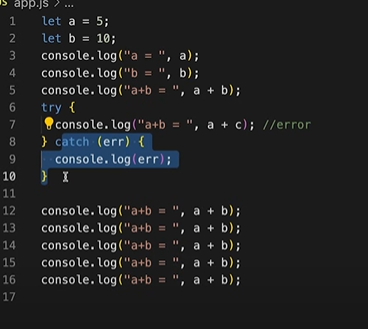 app.js > ...
1 let a = 5;
2 let b = 10;
3 console.log("a = ", a);
4 console.log("b = ", b);
5 console.log("a+b = ", a + b);
6 try {
7 console.log("a+b = ", a + c); //error
8 } catch (err) {
9 console.log(err);
10 }
11
12 console.log("a+b = ", a + b);
13 console.log("a+b = ", a + b);
14 console.log("a+b = ", a + b);
15 console.log("a+b = ", a + b);
16 console.log("a+b = ", a + b);
17